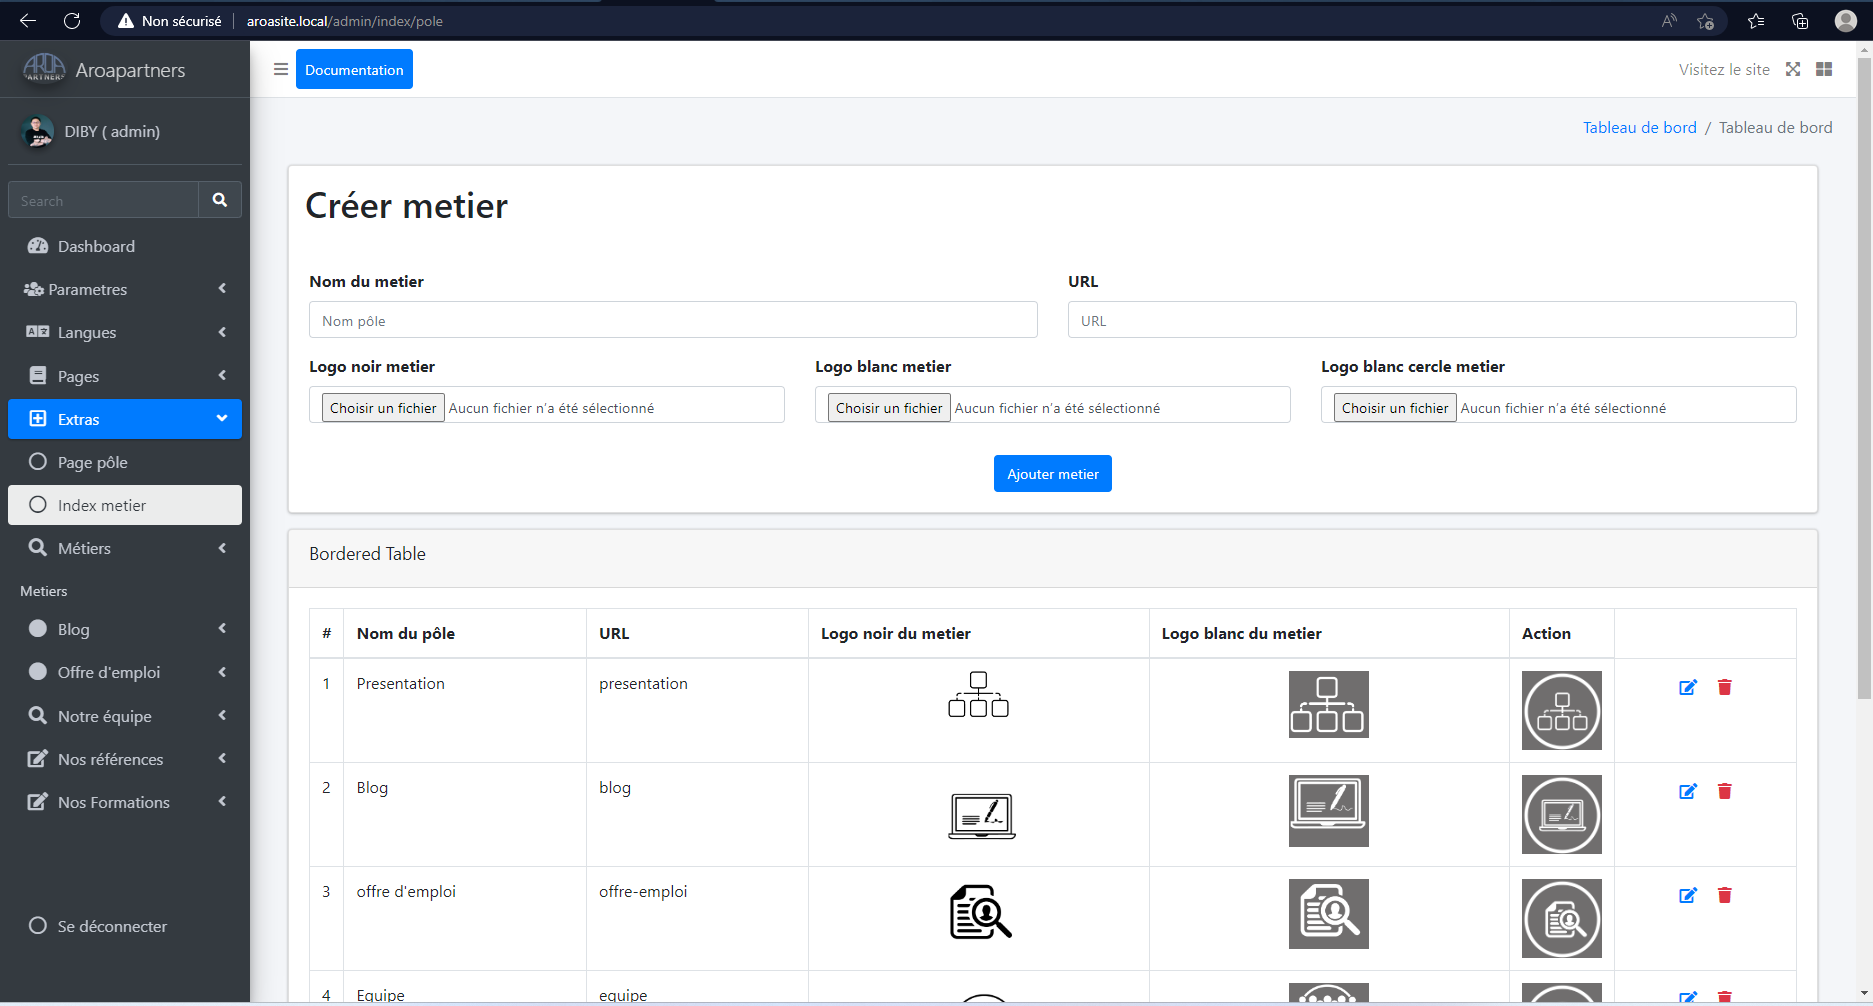 Non sécurisé aroasite.local/admin/index/pole
Aroapartners
Documentation
Visitez le site
DIBY ( admin)
Tableau de bord / Tableau de bord
Search
Dashboard
Parametres
Langues
Pages
Extras
Page pôle
Index metier
Métiers
Metiers
Blog
Offre d'emploi
Notre équipe
Nos références
Nos Formations
Se déconnecter
Créer metier
Nom du metier URL
Nom pôle URL
Logo noir metier Logo blanc metier Logo blanc cercle metier
Choisir un fichier Aucun fichier n'a été sélectionné Choisir un fichier Aucun fichier n'a été sélectionné Choisir un fichier Aucun fichier n'a été sélectionné
Ajouter metier
Bordered Table
# Nom du pôle URL Logo noir du metier Logo blanc du metier Action
1 Presentation presentation
2 Blog blog
3 offre d'emploi offre-emploi
4 Equipe equipe